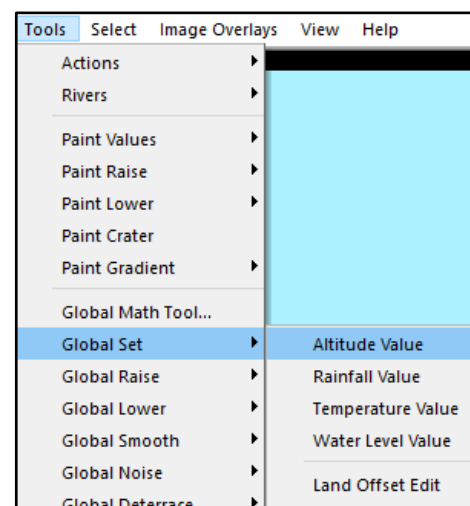 Tools Select Image Overlays View Help
Actions
Rivers
Paint Values
Paint Raise
Paint Lower
Paint Crater
Paint Gradient
Global Math Tool...
Global Set
Global Raise
Global Lower
Global Smooth
Global Noise
Global Deterrace
Altitude Value
Rainfall Value
Temperature Value
Water Level Value
Land Offset Edit